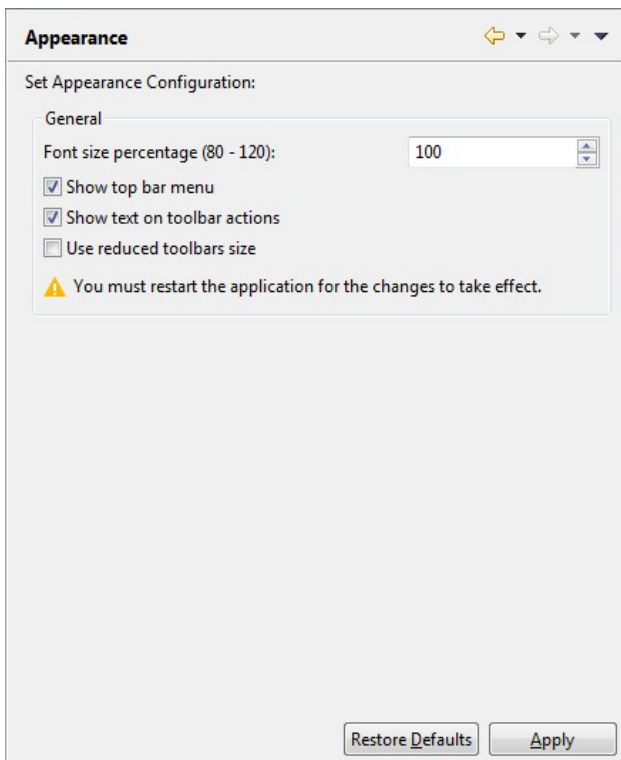 Appearance
Set Appearance Configuration:
General
Font size percentage (80 - 120): 100
Show top bar menu
Show text on toolbar actions
Use reduced toolbars size
You must restart the application for the changes to take effect.
Restore Defaults Apply